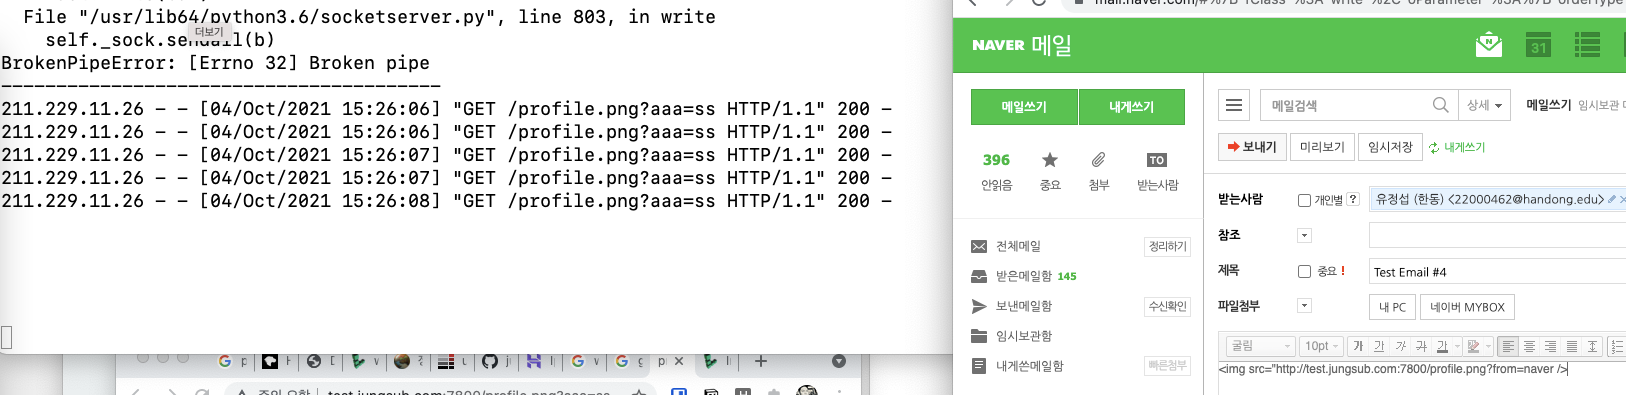 File "/usr/lib64/python3.6/socketserver.py", line 803, in write
더보기
self._sock.sendall(b)
BrokenPipeError: [Errno 32] Broken pipe
----------------------------------------
211.229.11.26 - - [04/Oct/2021 15:26:06] "GET /profile.png?aaa=ss HTTP/1.1" 200 -
211.229.11.26 - - [04/Oct/2021 15:26:06] "GET /profile.png?aaa=ss HTTP/1.1" 200 -
211.229.11.26 - - [04/Oct/2021 15:26:07] "GET /profile.png?aaa=ss HTTP/1.1" 200 -
211.229.11.26 - - [04/Oct/2021 15:26:07] "GET /profile.png?aaa=ss HTTP/1.1" 200 -
211.229.11.26 - - [04/Oct/2021 15:26:08] "GET /profile.png?aaa=ss HTTP/1.1" 200 -
test.jungsub.com:7800/profile.png?aaa=ss
NAVER 메일
31
메일쓰기 내게쓰기
396 TO
안읽음 중요 첨부 받는사람
전체메일 정리하기
받은메일함 145
보낸메일함 수신확인
임시보관함
내게쓴메일함 빠른첨부
메일검색 상세 메일쓰기 임시보관
보내기 미리보기 임시저장 내게쓰기
받는사람 개인별 ? 유정섭 (한동) <22000462@handong.edu>
참조
제목 중요 ! Test Email #4
파일첨부 내 PC 네이버 MYBOX
굴림 10pt 가 가 가 가 가
<img src="http://test.jungsub.com:7800/profile.png?from=naver />